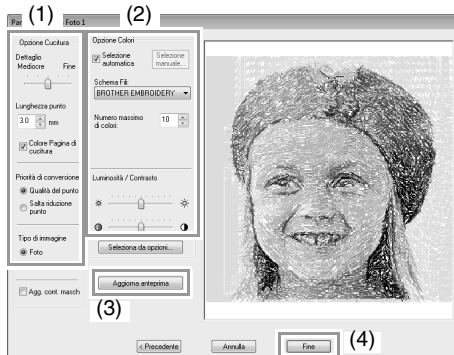 (1)
(2)
Foto 1
Opzione Cucitura
Dettaglio
Mediocre Fine
Lunghezza punto
3.0 mm
Colore Pagina di
cucitura
Priorità di conversione
Qualità del punto
Salta riduzione
punto
Tipo di immagine
Foto
Agg. cont. masch
Opzione Colori
Selezione
automatica
Selezione
manuale...
Schema Fili:
BROTHER EMBROIDERY
Numero massimo
di colori:
10
Luminosità / Contrasto
Seleziona da opzioni...
Aggiorna anteprima
(3)
< Precedente
Annulla
Fine
(4)